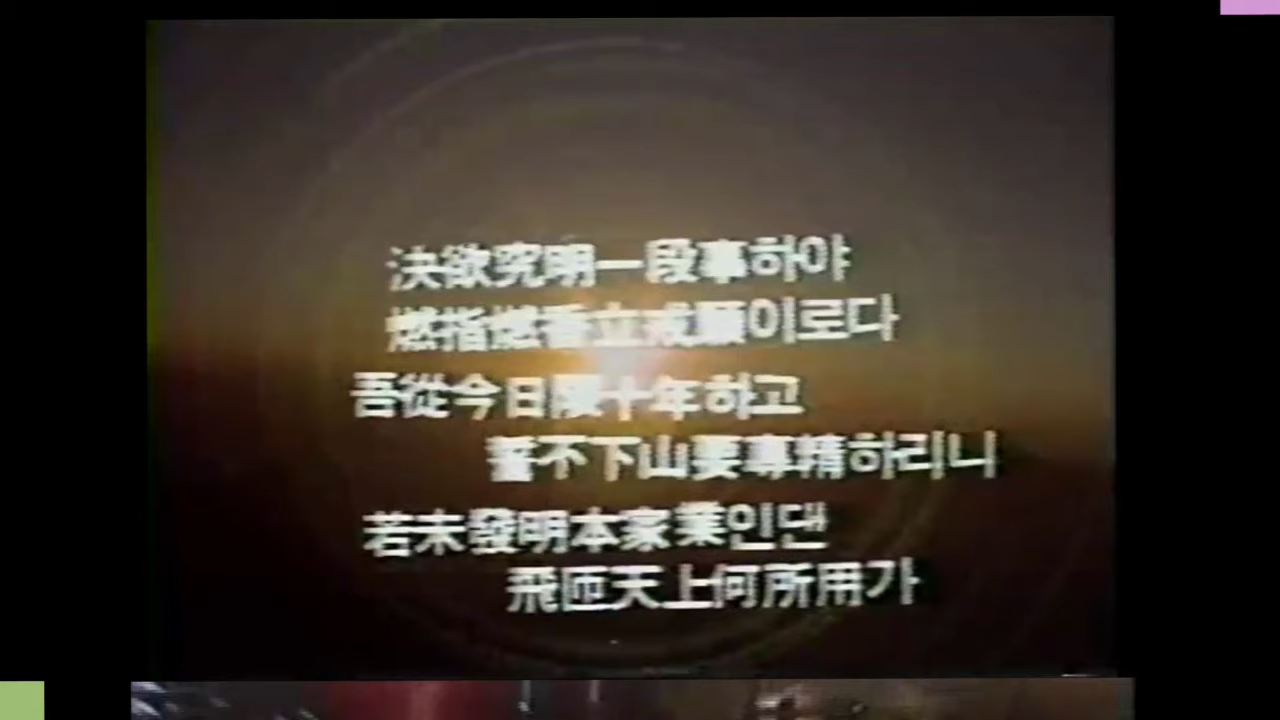 決欲究明一段事하야
燃指燃香立戒願이로다
吾從今日限十年하고
誓不下山要專精하리니
若未發明本家業인댄
飛匝天上何所用가